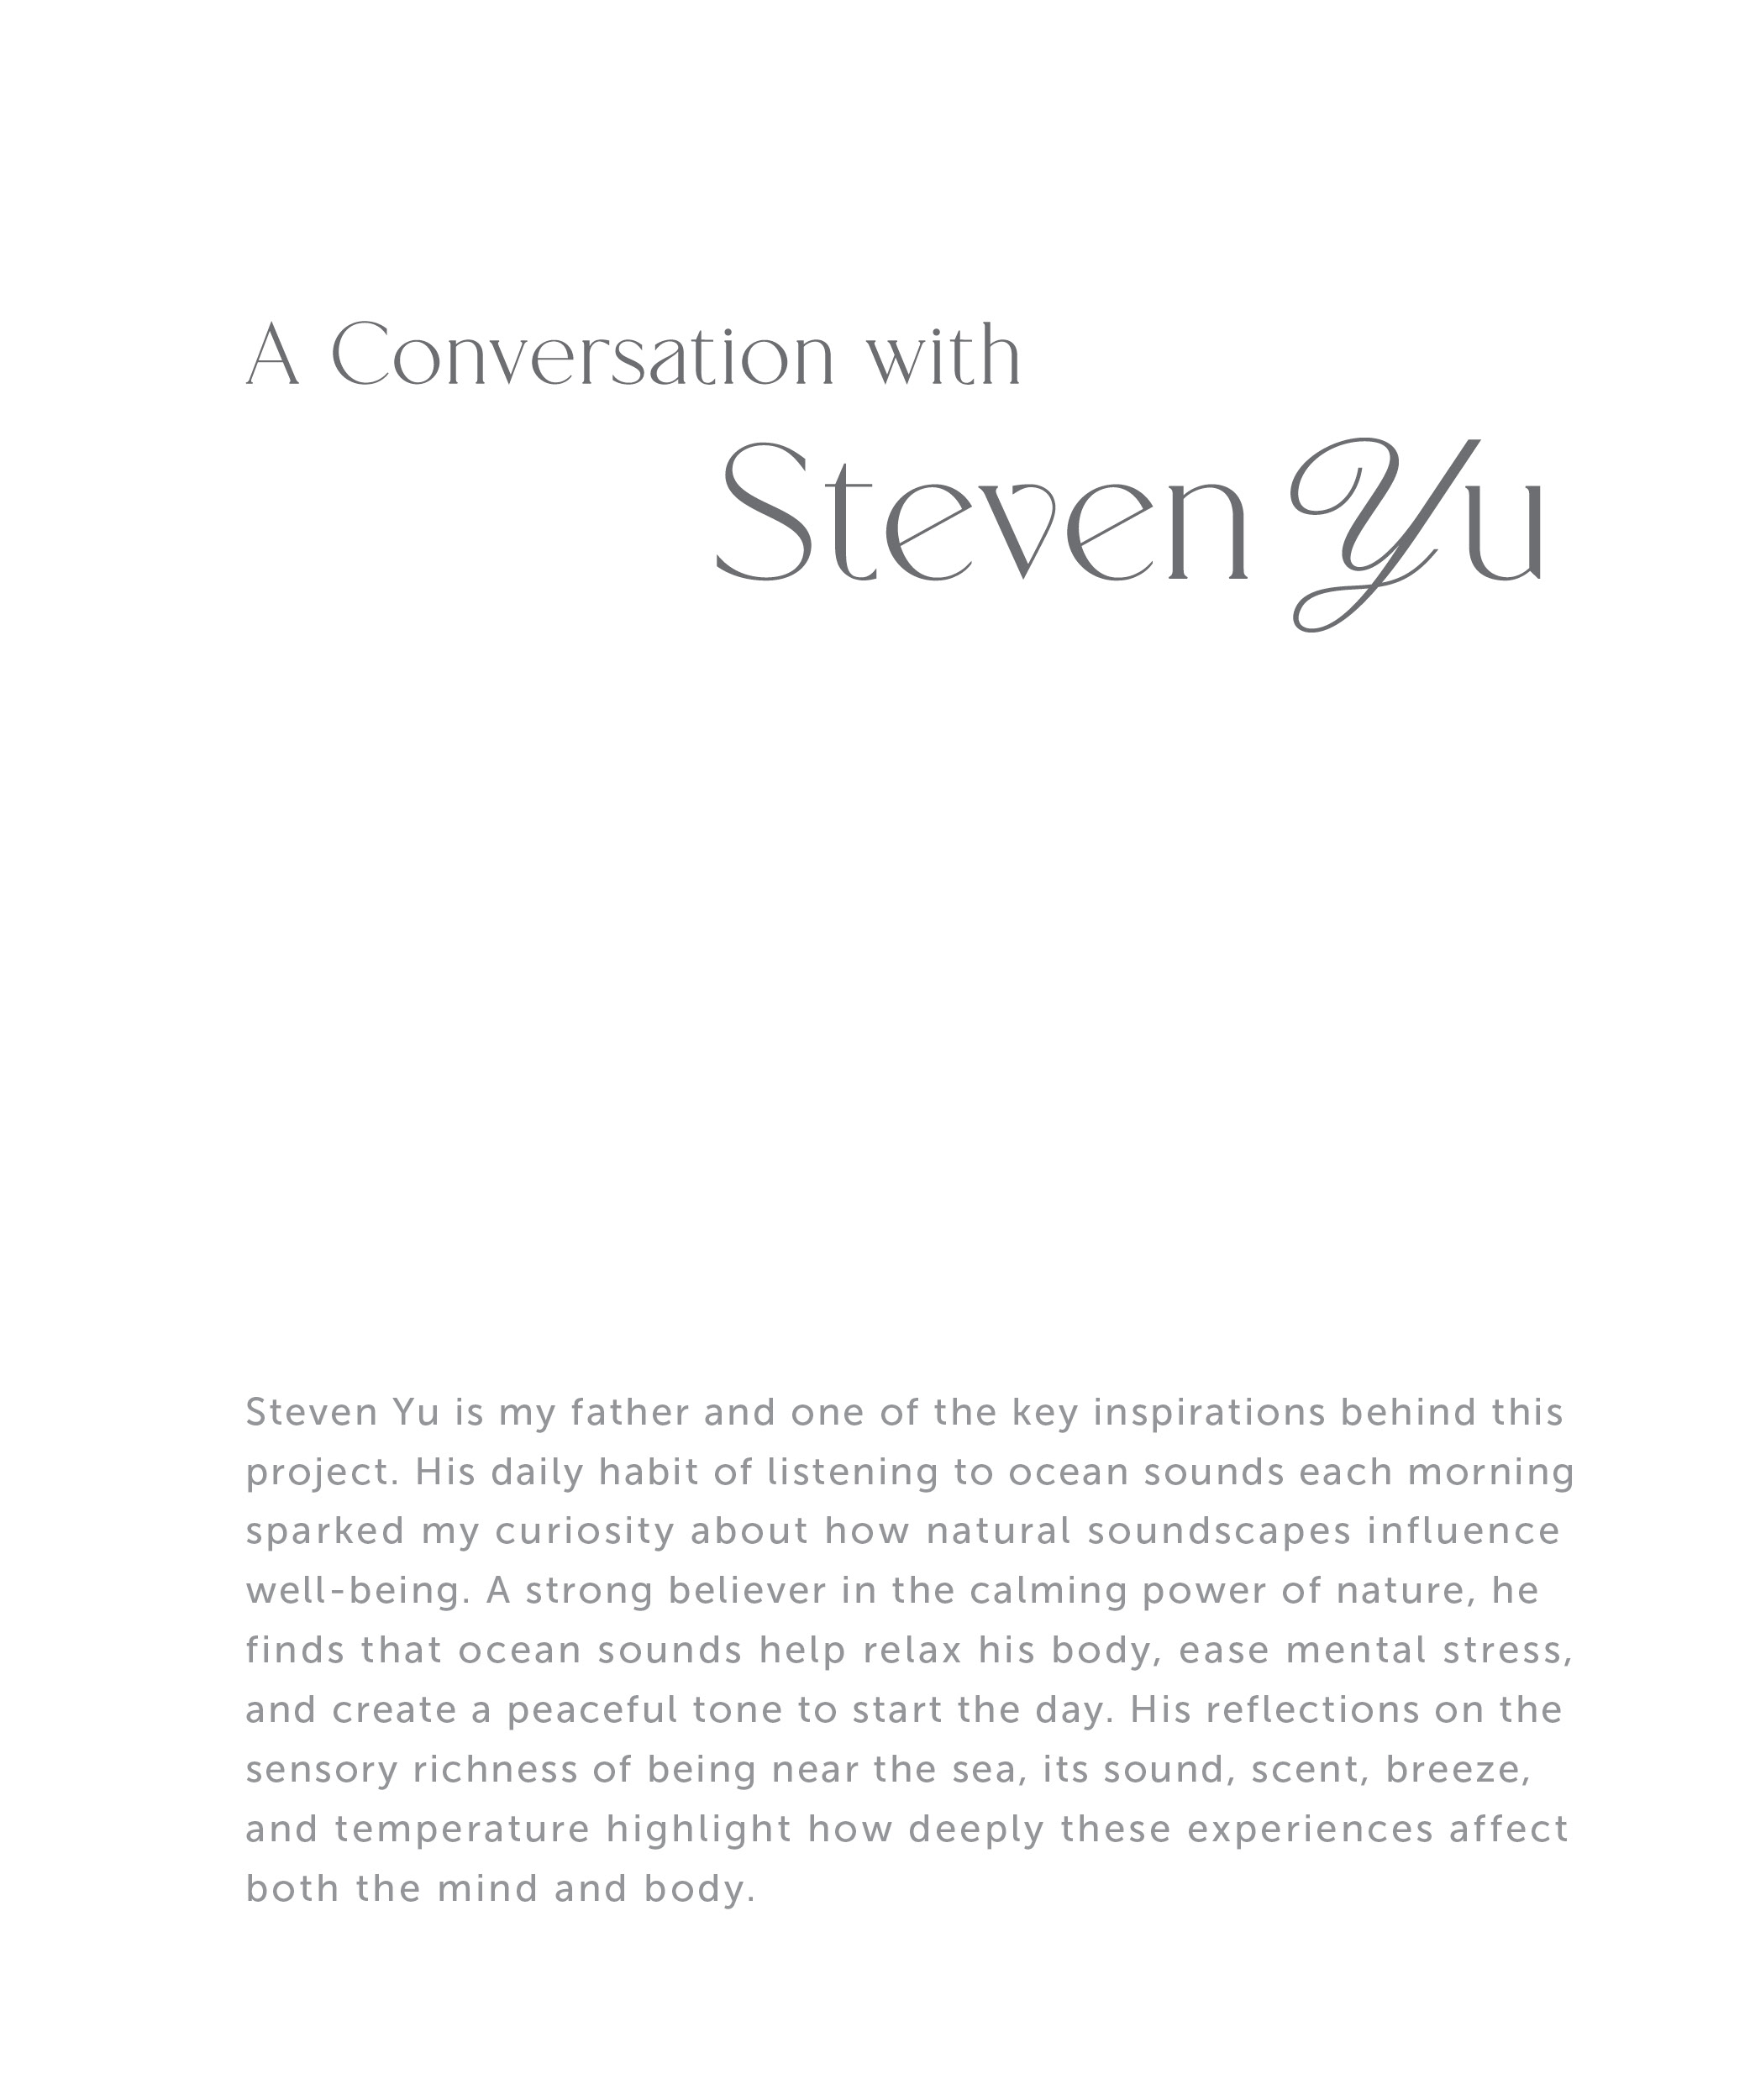 A Conversation with
Steven Yu
Steven Yu is my father and one of the key inspirations behind this
project. His daily habit of listening to ocean sounds each morning
sparked my curiosity about how natural soundscapes influence
well-being. A strong believer in the calming power of nature, he
finds that ocean sounds help relax his body, ease mental stress,
and create a peaceful tone to start the day. His reflections on the
sensory richness of being near the sea, its sound, scent, breeze,
and temperature highlight how deeply these experiences affect
both the mind and body.